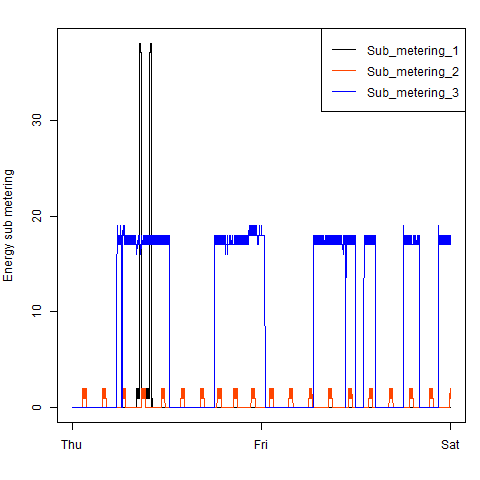 Sub_metering_1
Sub_metering_2
Sub_metering_3
Energy sub metering
30
20
10
0
Thu Fri Sat